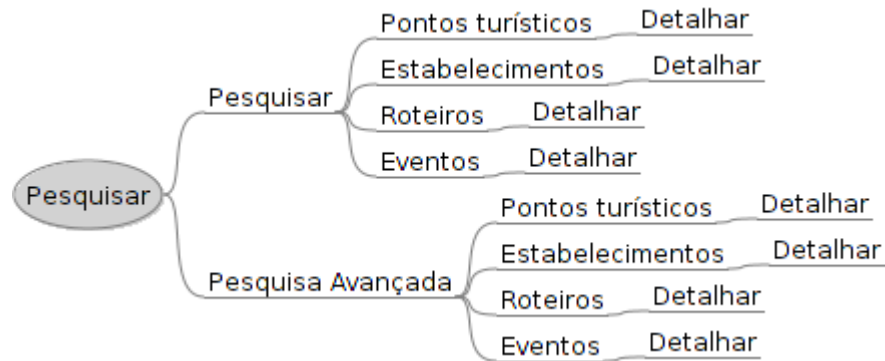 Pesquisar
Pesquisar
Pontos turísticos Detalhar
Estabelecimentos Detalhar
Roteiros Detalhar
Eventos Detalhar
Pesquisa Avançada
Pontos turísticos Detalhar
Estabelecimentos Detalhar
Roteiros Detalhar
Eventos Detalhar